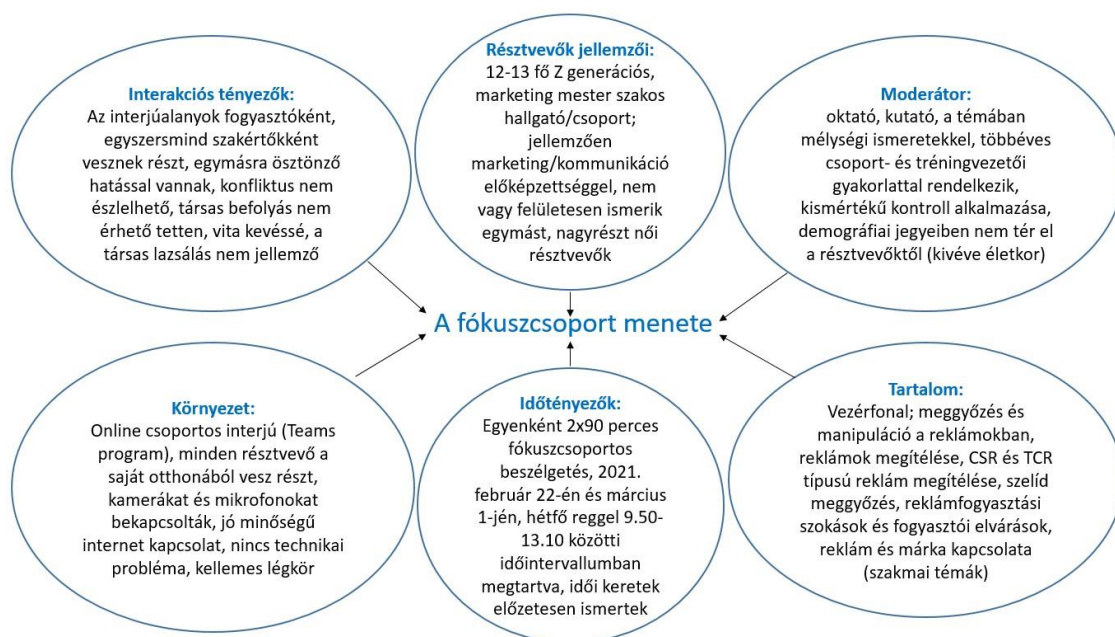 Interakciós tényezők:
Az interjúalanyok fogyasztóként,
egyszersmind szakértőkként
vesznek részt, egymásra ösztönző
hatással vannak, konfliktus nem
észlelhető, társas befolyás nem
érhető tetten, vita kevéssé, a
társas lazsálás nem jellemző
Résztvevők jellemzői:
12-13 fő Z generációs,
marketing mester szakos
hallgató/csoport;
jellemzően
marketing/kommunikáció
előképzettséggel, nem
vagy felületesen ismerik
egymást, nagyrészt női
résztvevők
Moderátor:
oktató, kutató, a témában
mélységi ismeretekkel, többéves
csoport- és tréningvezetői
gyakorlattal rendelkezik,
kismértékű kontroll alkalmazása,
demográfiai jegyeiben nem tér el
a résztvevőktől (kivéve életkor)
A fókuszcsoport menete
Környezet:
Online csoportos interjú (Teams
program), minden résztvevő a
saját otthonából vesz részt,
kamerákat és mikrofonokat
bekapcsolták, jó minőségű
internet kapcsolat, nincs technikai
probléma, kellemes légkör
Időtényezők:
Egyenként 2x90 perces
fókuszcsoportos
beszélgetés, 2021.
február 22-én és március
1-jén, hétfő reggel 9.50-
13.10 közötti
időintervallumban
megtartva, idői keretek
előzetesen ismertek
Tartalom:
Vezérfonal; meggyőzés és
manipuláció a reklámokban,
reklámok megítélése, CSR és TCR
típusú reklám megítélése, szelíd
meggyőzés, reklámfogyasztási
szokások és fogyasztói elvárások,
reklám és márka kapcsolata
(szakmai témák)